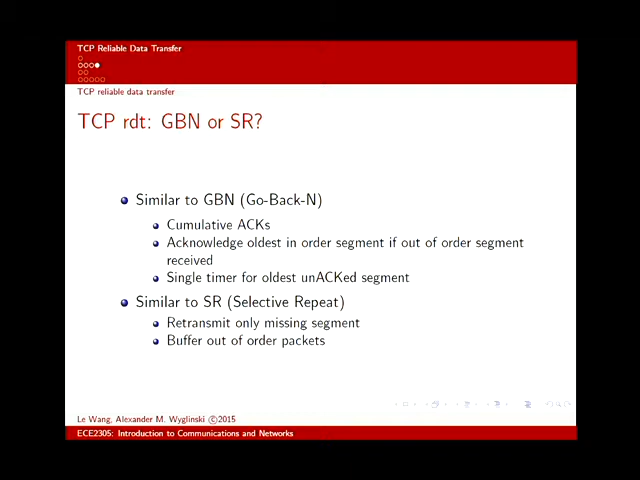 TCP Reliable Data Transfer
TCP reliable data transfer
TCP rdt: GBN or SR?
Similar to GBN (Go-Back-N)
Cumulative ACKs
Acknowledge oldest in order segment if out of order segment
received
Single timer for oldest unACKed segment
Similar to SR (Selective Repeat)
Retransmit only missing segment
Buffer out of order packets
Le Wang, Alexander M. Wyglinski ©2015
ECE2305: Introduction to Communications and Networks